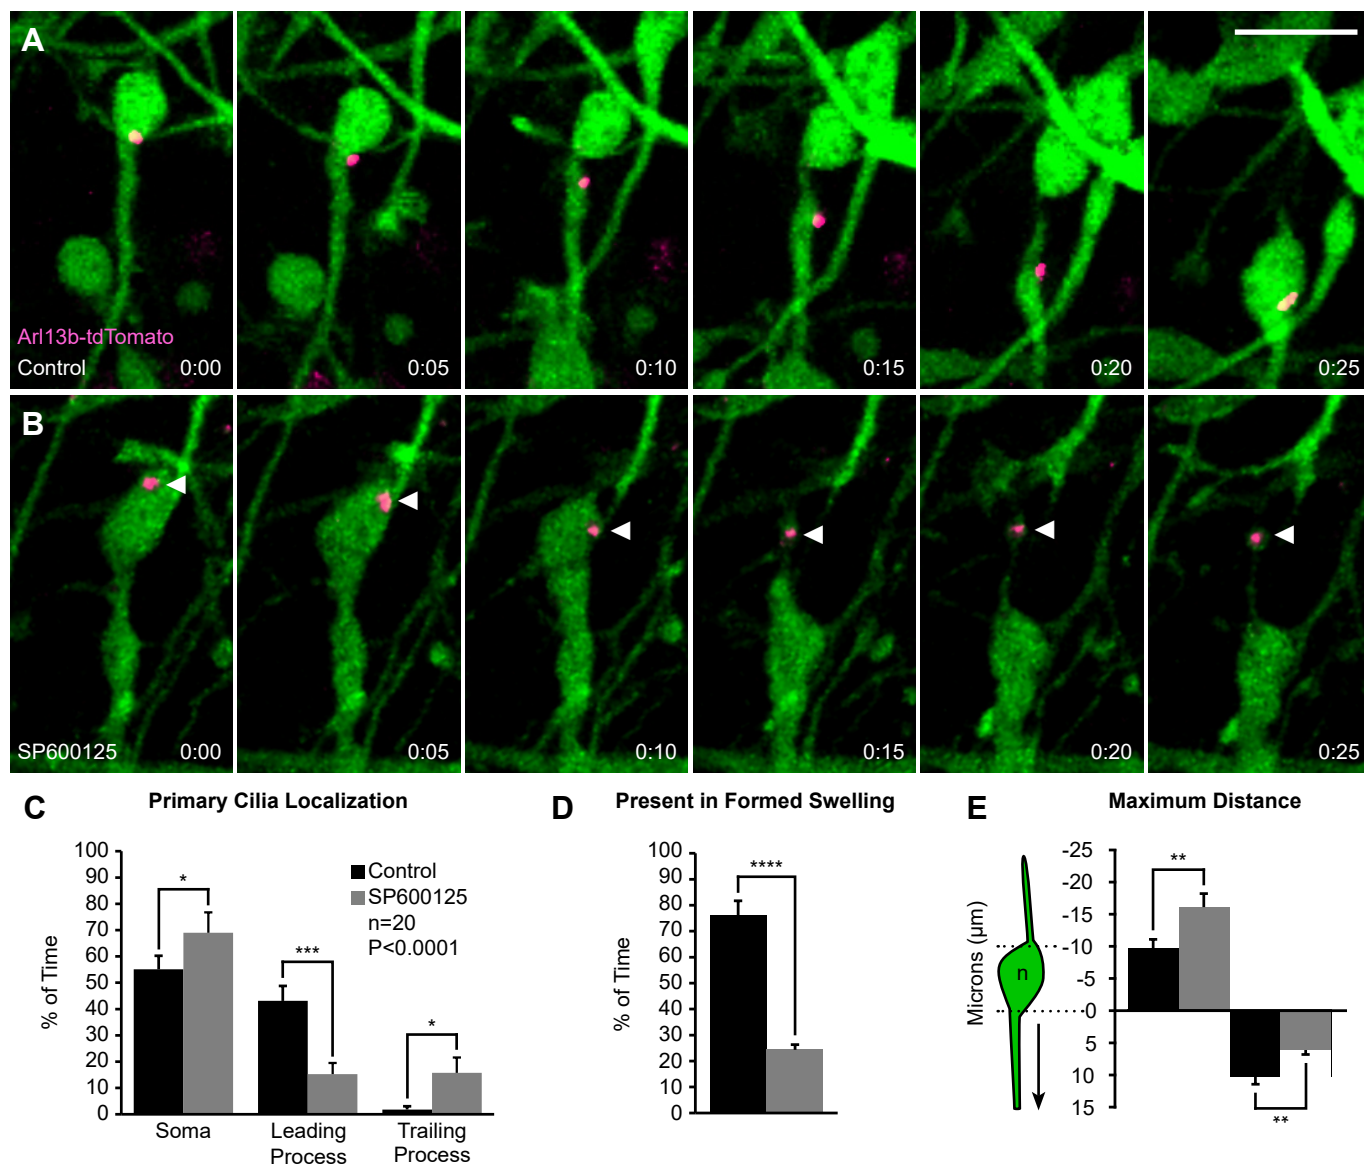 A
Arl13b-tdTomato
Control
0:00
0:05
0:10
0:15
0:20
0:25
B
SP600125
0:00
0:05
0:10
0:15
0:20
0:25
C
Primary Cilia Localization
% of Time
100
90
80
70
60
50
40
30
20
10
0
*
***
*
Control
SP600125
n=20
P<0.0001
Soma
Leading
Process
Trailing
Process
D
Present in Formed Swelling
% of Time
100
90
80
70
60
50
40
30
20
10
0
****
E
Maximum Distance
Microns (µm)
n
-25
-20
-15
-10
-5
0
5
10
15
**
**